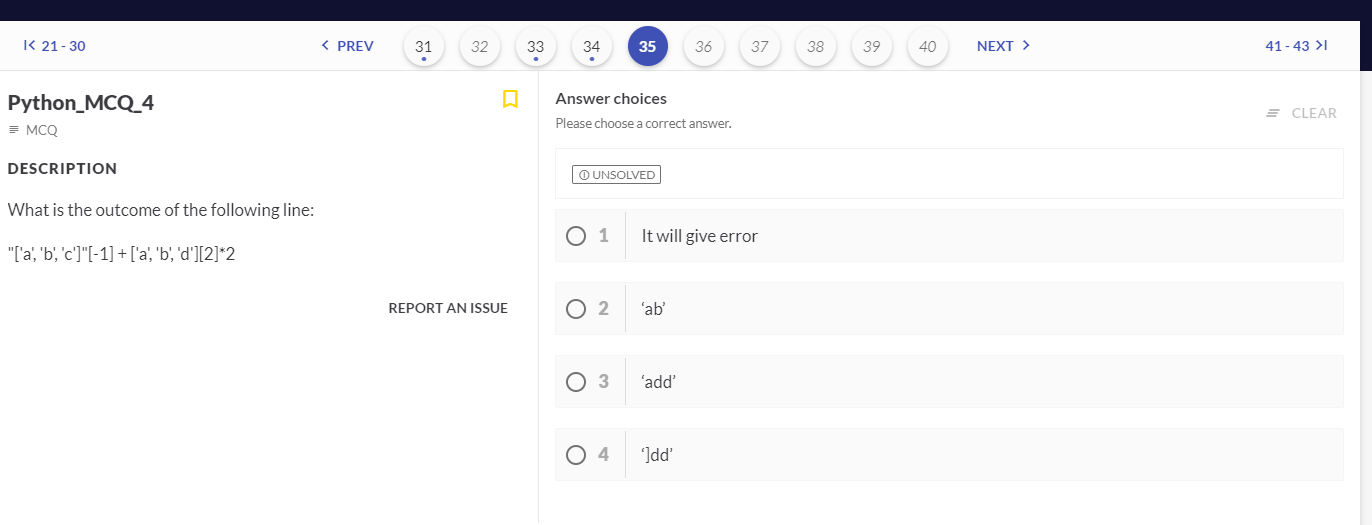 21 - 30
PREV
31
32
33
34
35
36
37
38
39
40
NEXT
41 - 43
Python_MCQ_4
MCQ
DESCRIPTION
What is the outcome of the following line:
"['a', 'b', 'c']"[-1] + ['a', 'b', 'd'][2]*2
REPORT AN ISSUE
Answer choices
Please choose a correct answer.
CLEAR
UNSOLVED
1 It will give error
2 ‘ab’
3 ‘add’
4 ‘]dd’